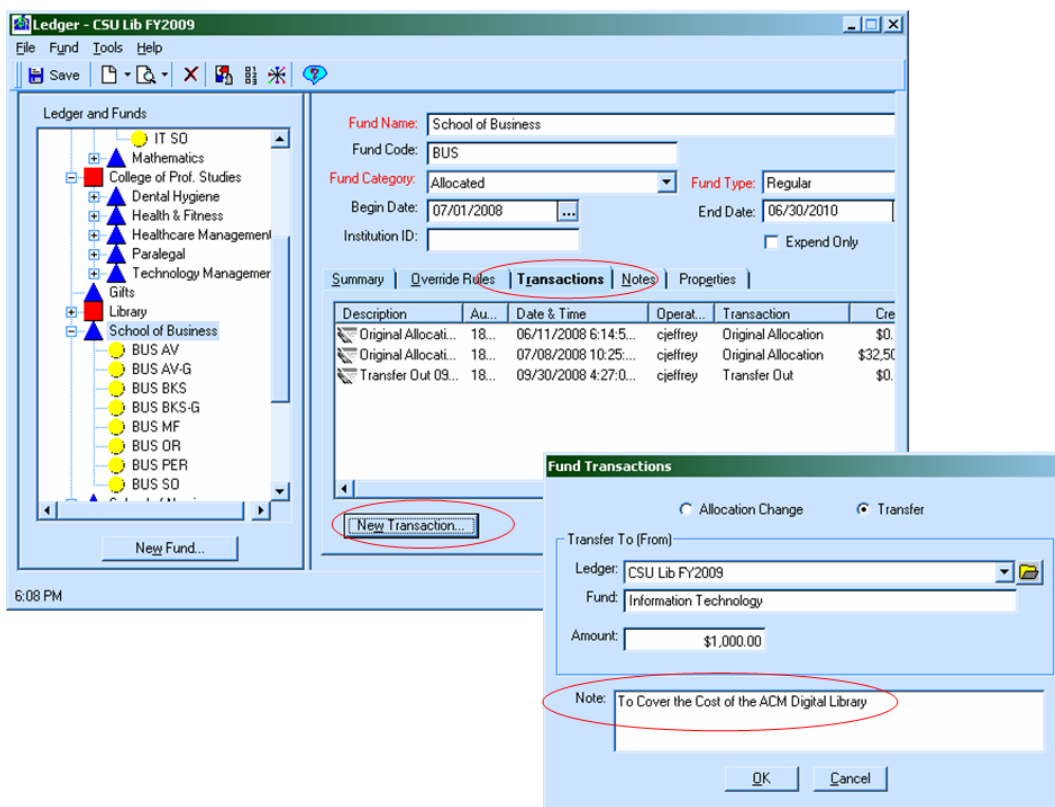 Ledger - CSU Lib FY2009
File Fund Tools Help
Save
Ledger and Funds
IT SO
Mathematics
College of Prof. Studies
Dental Hygiene
Health & Fitness
Healthcare Management
Paralegal
Technology Managemer
Gifts
Library
School of Business
BUS AV
BUS AV-G
BUS BKS
BUS BKS-G
BUS MF
BUS OR
BUS PER
BUS SO
New Fund...
6:08 PM
Fund Name: School of Business
Fund Code: BUS
Fund Category: Allocated Fund Type: Regular
Begin Date: 07/01/2008 ... End Date: 06/30/2010
Institution ID: Expend Only
Summary Override Rules Transactions Notes Properties
Description Au... Date & Time Operat... Transaction Cre
Original Allocati... 18... 06/11/2008 6:14:5... cjeffrey Original Allocation $0.
Original Allocati... 18... 07/08/2008 10:25:... cjeffrey Original Allocation $32,50
Transfer Out 09... 18... 09/30/2008 4:27:0... cjeffrey Transfer Out $0.
New Transaction...
Fund Transactions
Allocation Change Transfer
Transfer To (From)
Ledger: CSU Lib FY2009
Fund: Information Technology
Amount: $1,000.00
Note: To Cover the Cost of the ACM Digital Library
OK Cancel